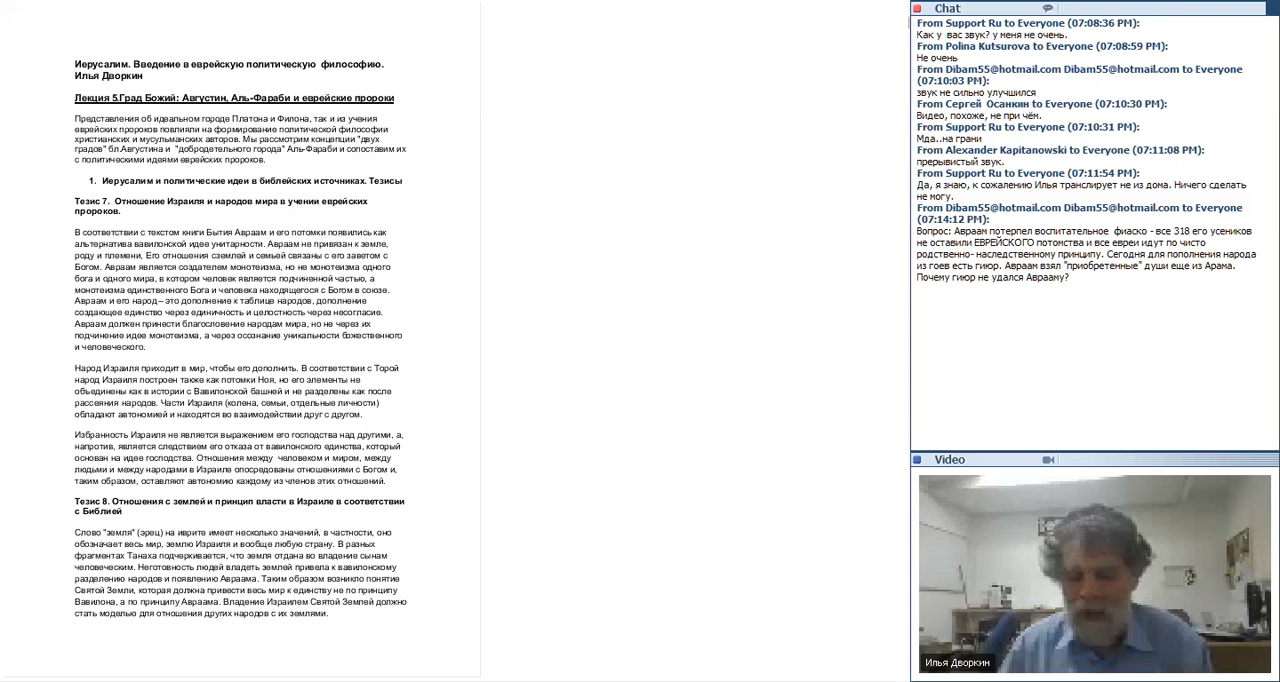 Иерусалим. Введение в еврейскую политическую  философию.
Илья Дворкин
Лекция 5.Град Божий: Августин, Аль-Фараби и еврейские пророки
Представления об идеальном городе Платона и Филона, так и из учения
еврейских пророков повлияли на формирование политической философии
христианских и мусульманских авторов. Мы рассмотрим концепции "двух
градов" бл.Августина и  "добродетельного города" Аль-Фараби и сопоставим их
с политическими идеями еврейских пророков.
1.  Иерусалим и политические идеи в библейских источниках. Тезисы
Тезис 7.  Отношение Израиля и народов мира в учении еврейских
пророков.
В соответствии с текстом книги Бытия Авраам и его потомки появились как
альтернатива вавилонской идее унитарности. Авраам не привязан к земле,
роду и племени, Его отношения сземлей и семьей связаны с его заветом с
Богом. Авраам является создателем монотеизма, но не монотеизма одного
бога и одного мира, в котором человек является подчиненной частью, а
монотеизма единственного Бога и человека находящегося с Богом в союзе.
Авраам и его народ – это дополнение к таблице народов, дополнение
создающее единство через единичность и целостность через несогласие.
Авраам должен принести благословение народам мира, но не через их
подчинение идее монотеизма, а через осознание уникальности божественного
и человеческого.
Народ Израиля приходит в мир, чтобы его дополнить. В соответствии с Торой
народ Израиля построен также как потомки Ноя, но его элементы не
объединены как в истории с Вавилонской башней и не разделены как после
рассеяния народов. Части Израиля (колена, семьи, отдельные личности)
обладают автономией и находятся во взаимодействии друг с другом.
Избранность Израиля не является выражением его господства над другими, а,
напротив, является следствием его отказа от вавилонского единства, который
основан на идее господства. Отношения между  человеком и миром, между
людьми и между народами в Израиле опосредованы отношениями с Богом и,
таким образом, оставляют автономию каждому из членов этих отношений.
Тезис 8. Отношения с землей и принцип власти в Израиле в соответствии
с Библией
Слово "земля" (эрец) на иврите имеет несколько значений, в частности, оно
обозначает весь мир, землю Израиля и вообще любую страну. В разных
фрагментах Танаха подчеркивается, что земля отдана во владение сынам
человеческим. Неготовность людей владеть землей привела к вавилонскому
разделению народов и появлению Авраама. Таким образом возникло понятие
Святой Земли, которая должна привести весь мир к единству не по принципу
Вавилона, а по принципу Авраама. Владение Израилем Святой Землей должно
стать моделью для отношения других народов с их землями.
Chat
From Support Ru to Everyone (07:08:36 PM):
Как у  вас звук? у меня не очень.
From Polina Kutsurova to Everyone (07:08:59 PM):
Не очень
From Dibam55@hotmail.com Dibam55@hotmail.com to Everyone
(07:10:03 PM):
звук не сильно улучшился
From Сергей  Осанкин to Everyone (07:10:30 PM):
Видео, похоже, не при чём.
From Support Ru to Everyone (07:10:31 PM):
Мда..на грани
From Alexander Kapitanowski to Everyone (07:11:08 PM):
прерывистый звук.
From Support Ru to Everyone (07:11:54 PM):
Да, я знаю, к сожалению Илья транслирует не из дома. Ничего сделать
не могу.
From Dibam55@hotmail.com Dibam55@hotmail.com to Everyone
(07:14:12 PM):
Вопрос: Авраам потерпел воспитательное  фиаско - все 318 его усеников
не оставили ЕВРЕЙСКОГО потомства и все евреи идут по чисто
родственно- наследственному принципу. Сегодня для пополнения народа
из гоев есть гиюр. Авраам взял "приобретенные" души еще из Арама.
Почему гиюр не удался Аврааму?
Video
Илья Дворкин